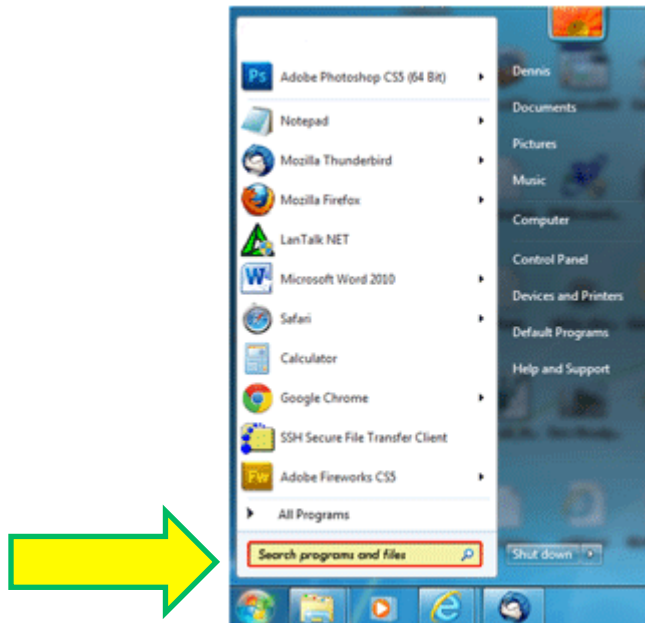 Ps
Adobe Photoshop CS5 (64 Bit)
Notepad
Mozilla Thunderbird
Mozilla Firefox
LanTalk NET
W
Microsoft Word 2010
Safari
Calculator
Google Chrome
SSH Secure File Transfer Client
Fw
Adobe Fireworks CS5
All Programs
Search programs and files
Dennis
Documents
Pictures
Music
Computer
Control Panel
Devices and Printers
Default Programs
Help and Support
Shut down